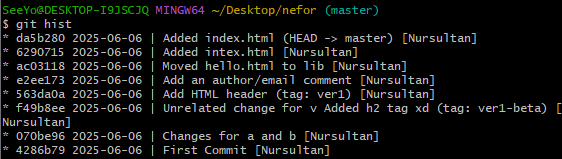 SeeYo@DESKTOP-I9JSCJQ MINGW64 ~/Desktop/nefor (master)
$ git hist
* da5b280 2025-06-06 | Added index.html (HEAD -> master) [Nursultan]
* 6290715 2025-06-06 | Added intex.html [Nursultan]
* ac03118 2025-06-06 | Moved hello.html to lib [Nursultan]
* e2ee173 2025-06-06 | Add an author/email comment [Nursultan]
* 563da0a 2025-06-06 | Add HTML header (tag: ver1) [Nursultan]
* f49b8ee 2025-06-06 | Unrelated change for v Added h2 tag xd (tag: ver1-beta) [
Nursultan]
* 070be96 2025-06-06 | Changes for a and b [Nursultan]
* 4286b79 2025-06-06 | First Commit [Nursultan]